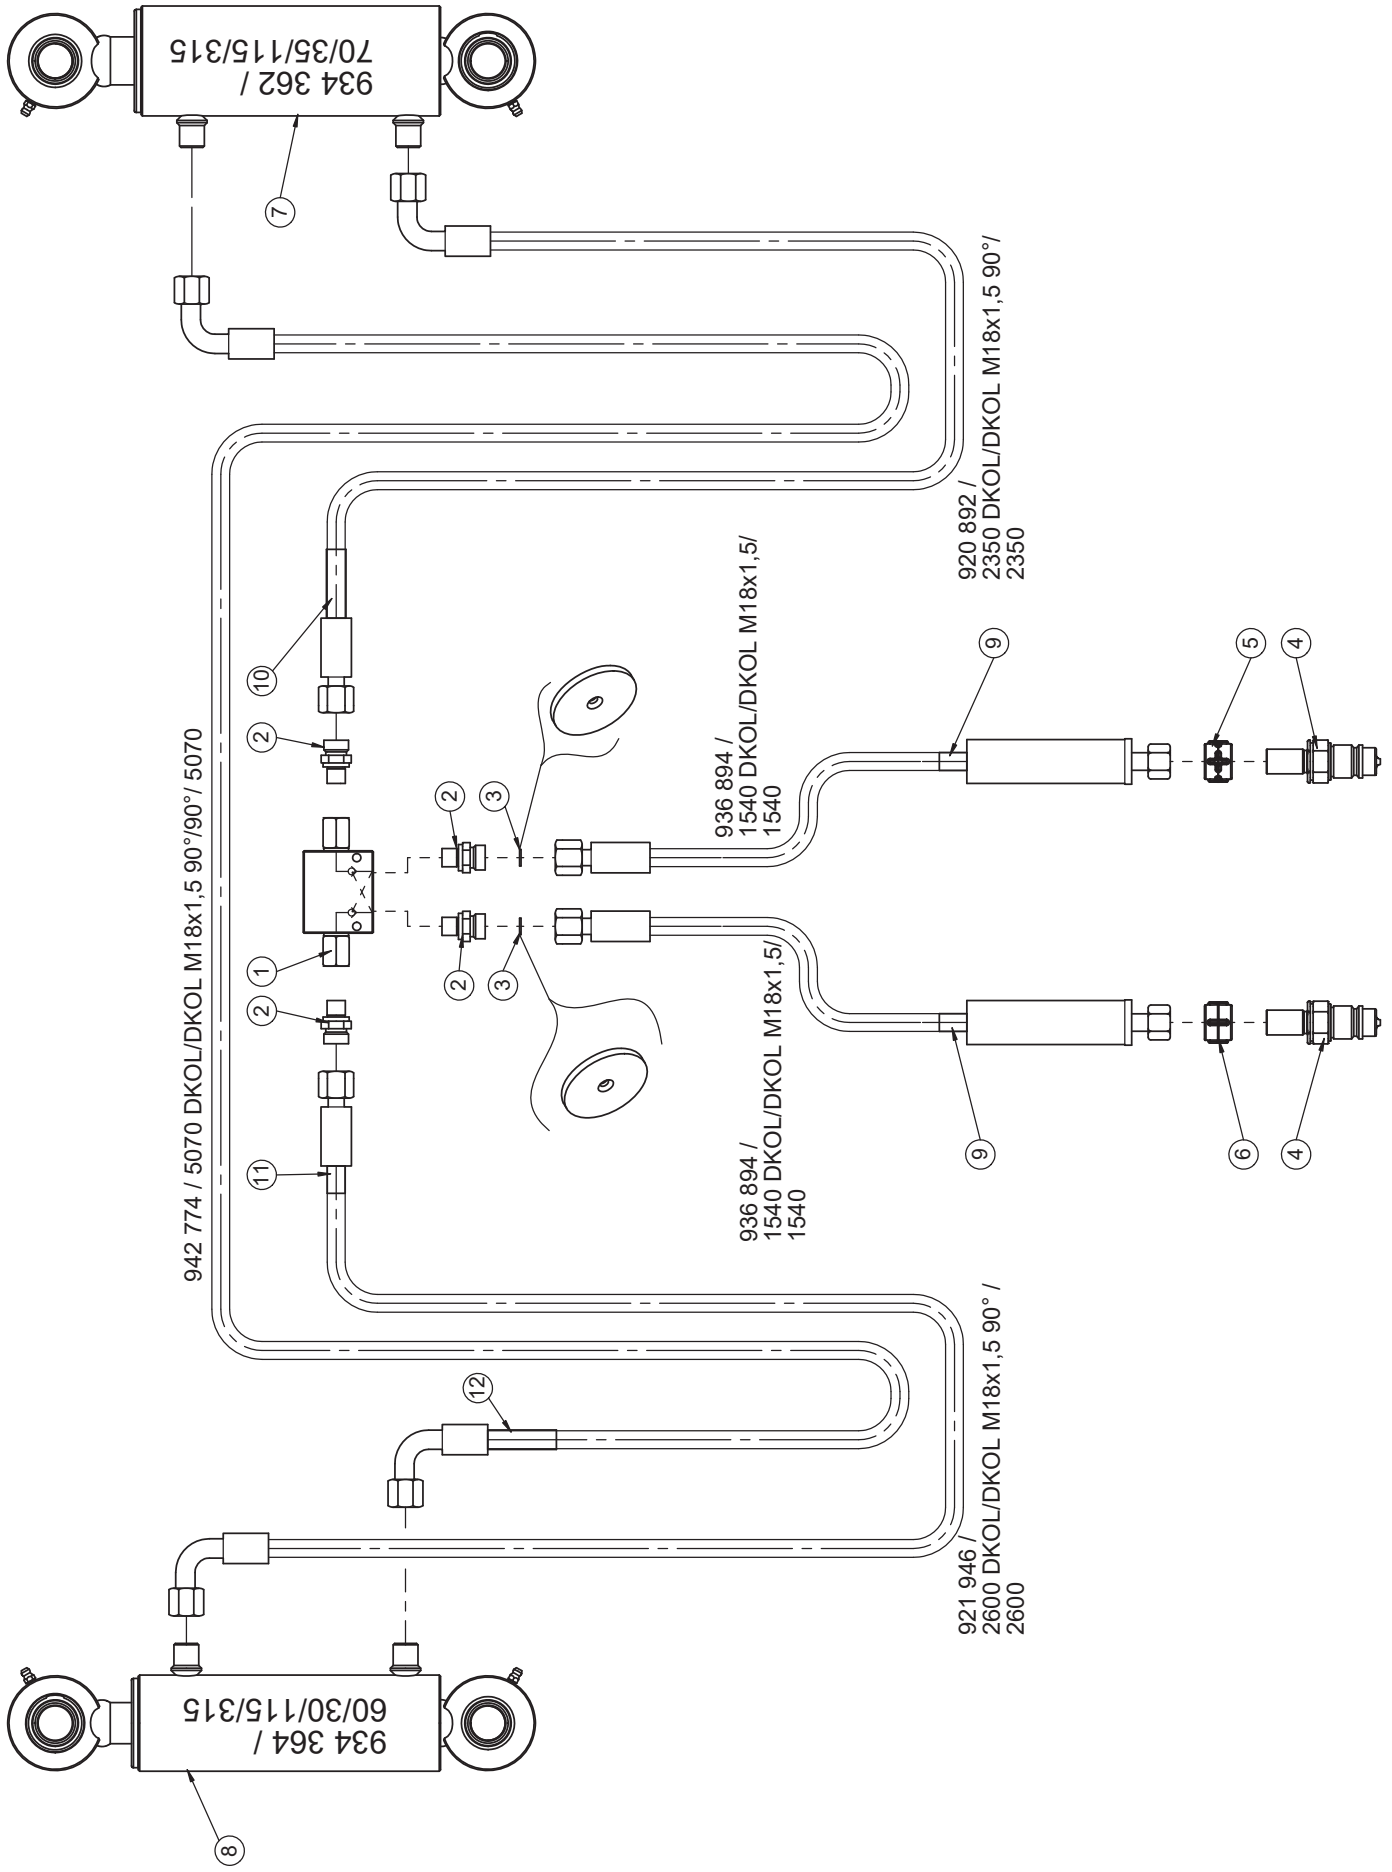 934 362 /
70/35/115/315
7
942 774 / 5070 DKOL/DKOL M18x1,5 90°/90°/ 5070
10
2
920 892 /
2350 DKOL/DKOL M18x1,5 90°/
2350
936 894 /
1540 DKOL/DKOL M18x1,5/
1540
2
3
9
5
4
1
2
2
3
11
936 894 /
1540 DKOL/DKOL M18x1,5/
1540
9
6
4
12
921 946 /
2600 DKOL/DKOL M18x1,5 90° /
2600
934 364 /
60/30/115/315
8